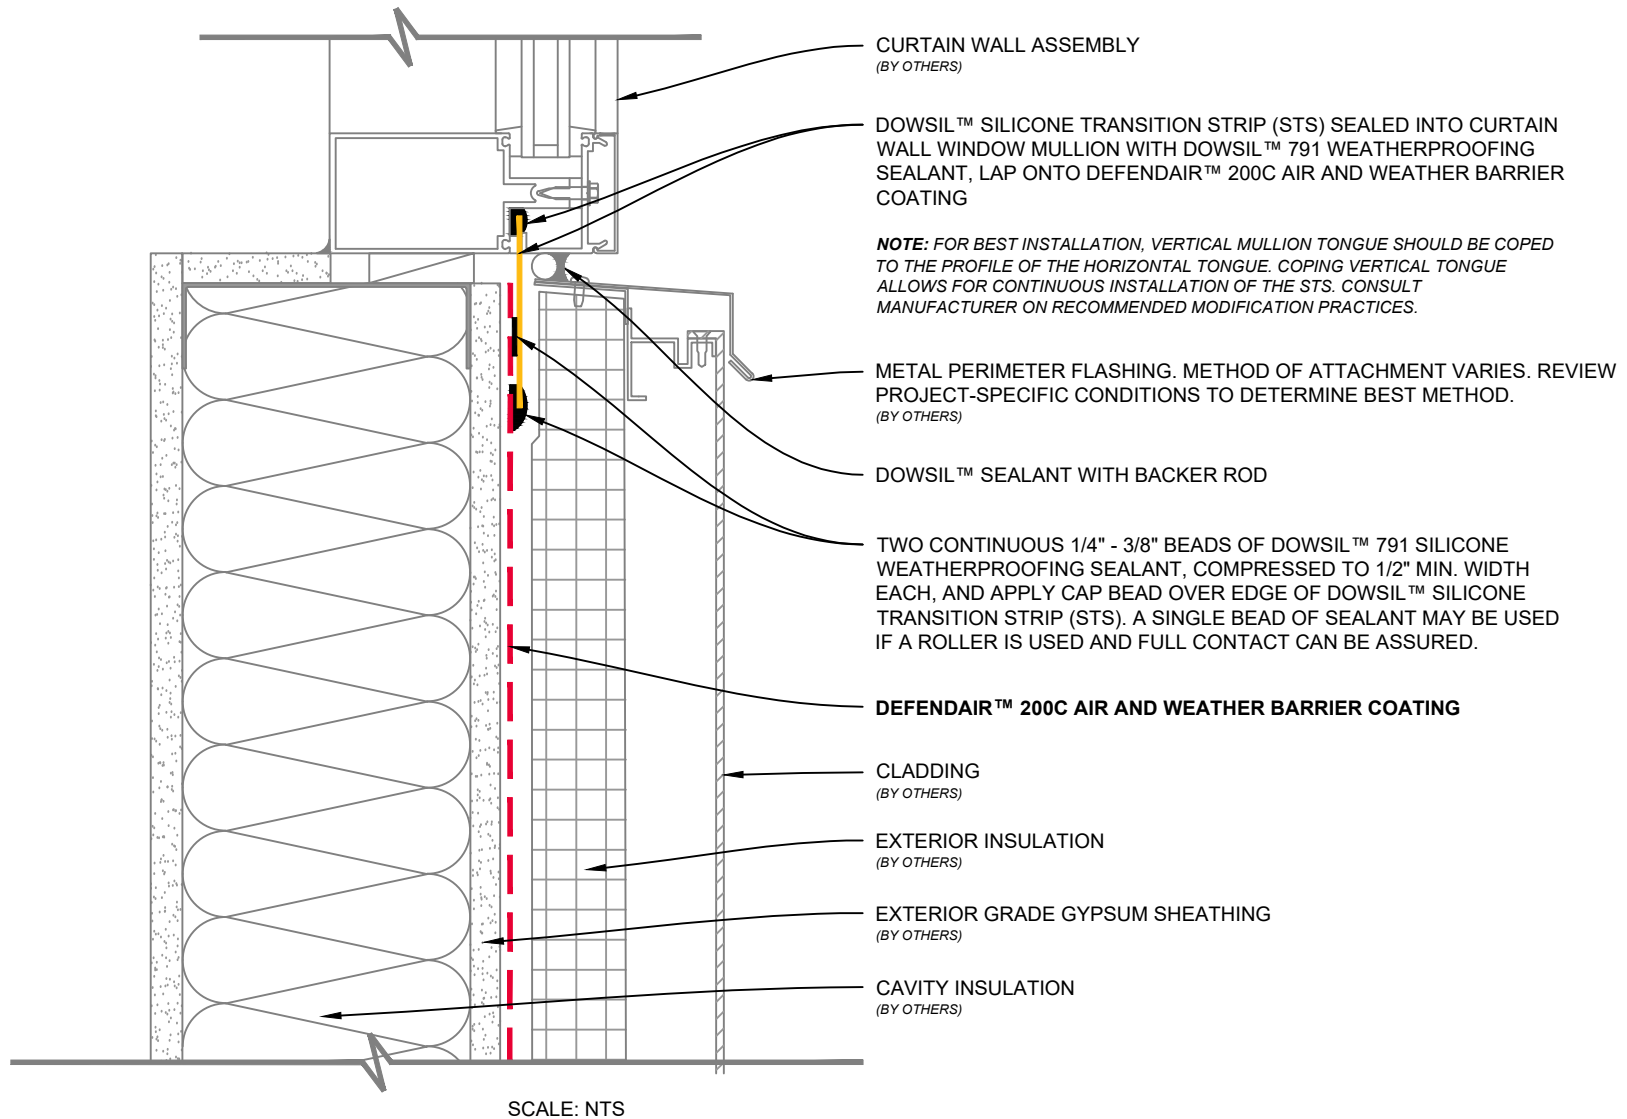 CURTAIN WALL ASSEMBLY
(BY OTHERS)
DOWSIL™ SILICONE TRANSITION STRIP (STS) SEALED INTO CURTAIN
WALL WINDOW MULLION WITH DOWSIL™ 791 WEATHERPROOFING
SEALANT, LAP ONTO DEFENDAIR™ 200C AIR AND WEATHER BARRIER
COATING
NOTE: FOR BEST INSTALLATION, VERTICAL MULLION TONGUE SHOULD BE COPED
TO THE PROFILE OF THE HORIZONTAL TONGUE. COPING VERTICAL TONGUE
ALLOWS FOR CONTINUOUS INSTALLATION OF THE STS. CONSULT
MANUFACTURER ON RECOMMENDED MODIFICATION PRACTICES.
METAL PERIMETER FLASHING. METHOD OF ATTACHMENT VARIES. REVIEW
PROJECT-SPECIFIC CONDITIONS TO DETERMINE BEST METHOD.
(BY OTHERS)
DOWSIL™ SEALANT WITH BACKER ROD
TWO CONTINUOUS 1/4" - 3/8" BEADS OF DOWSIL™ 791 SILICONE
WEATHERPROOFING SEALANT, COMPRESSED TO 1/2" MIN. WIDTH
EACH, AND APPLY CAP BEAD OVER EDGE OF DOWSIL™ SILICONE
TRANSITION STRIP (STS). A SINGLE BEAD OF SEALANT MAY BE USED
IF A ROLLER IS USED AND FULL CONTACT CAN BE ASSURED.
DEFENDAIR™ 200C AIR AND WEATHER BARRIER COATING
CLADDING
(BY OTHERS)
EXTERIOR INSULATION
(BY OTHERS)
EXTERIOR GRADE GYPSUM SHEATHING
(BY OTHERS)
CAVITY INSULATION
(BY OTHERS)
SCALE: NTS